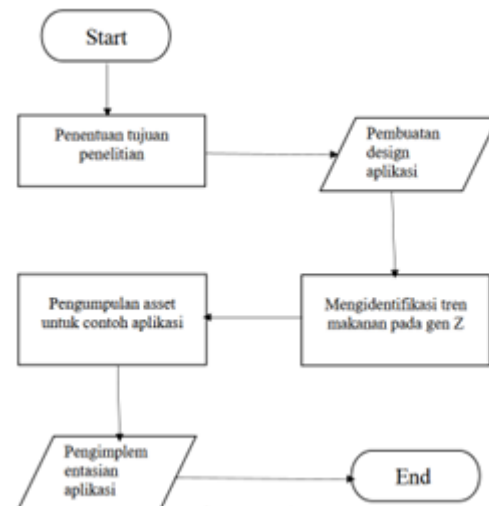 Start
Penentuan tujuan
penelitian
Pembuatan
design
aplikasi
Mengidentifikasi tren
makanan pada gen Z
Pengumpulan asset
untuk contoh aplikasi
Pengimplem
entasian
aplikasi
End